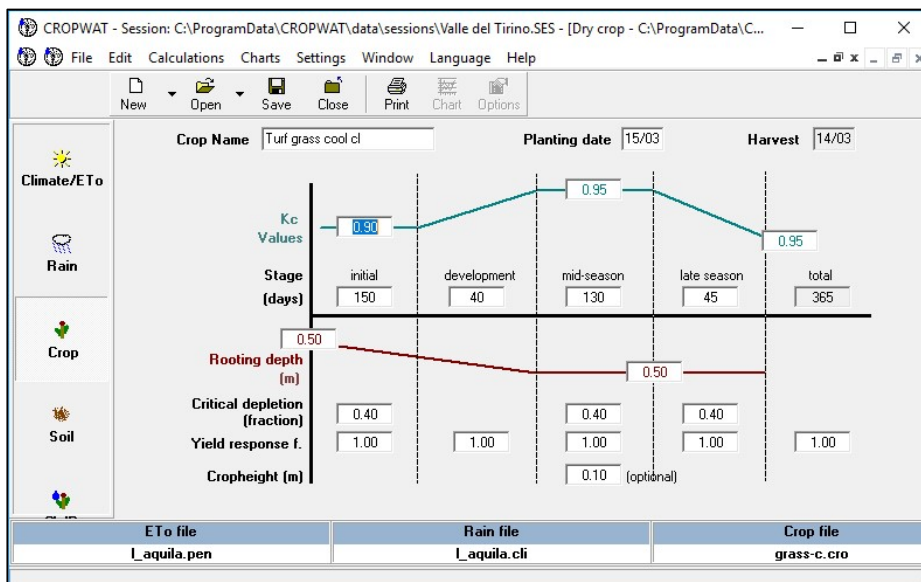 CROPWAT - Session: C:\ProgramData\CROPWAT\data\sessions\Valle del Tirino.SES - [Dry crop - C:\ProgramData\C...
File Edit Calculations Charts Settings Window Language Help
New Open Save Close Print Chart Options
Crop Name Turf grass cool cl Planting date 15/03 Harvest 14/03
Climate/ETo
Rain
Crop
Soil
Kc
Values
0.90 0.95 0.95
Stage initial development mid-season late season total
(days) 150 40 130 45 365
0.50
Rooting depth
(m)
0.50
Critical depletion
(fraction)
0.40 0.40 0.40
Yield response f. 1.00 1.00 1.00 1.00 1.00
Cropheight (m) 0.10 (optional)
ETo file Rain file Crop file
l_aquila.pen l_aquila.cli grass-c.cro